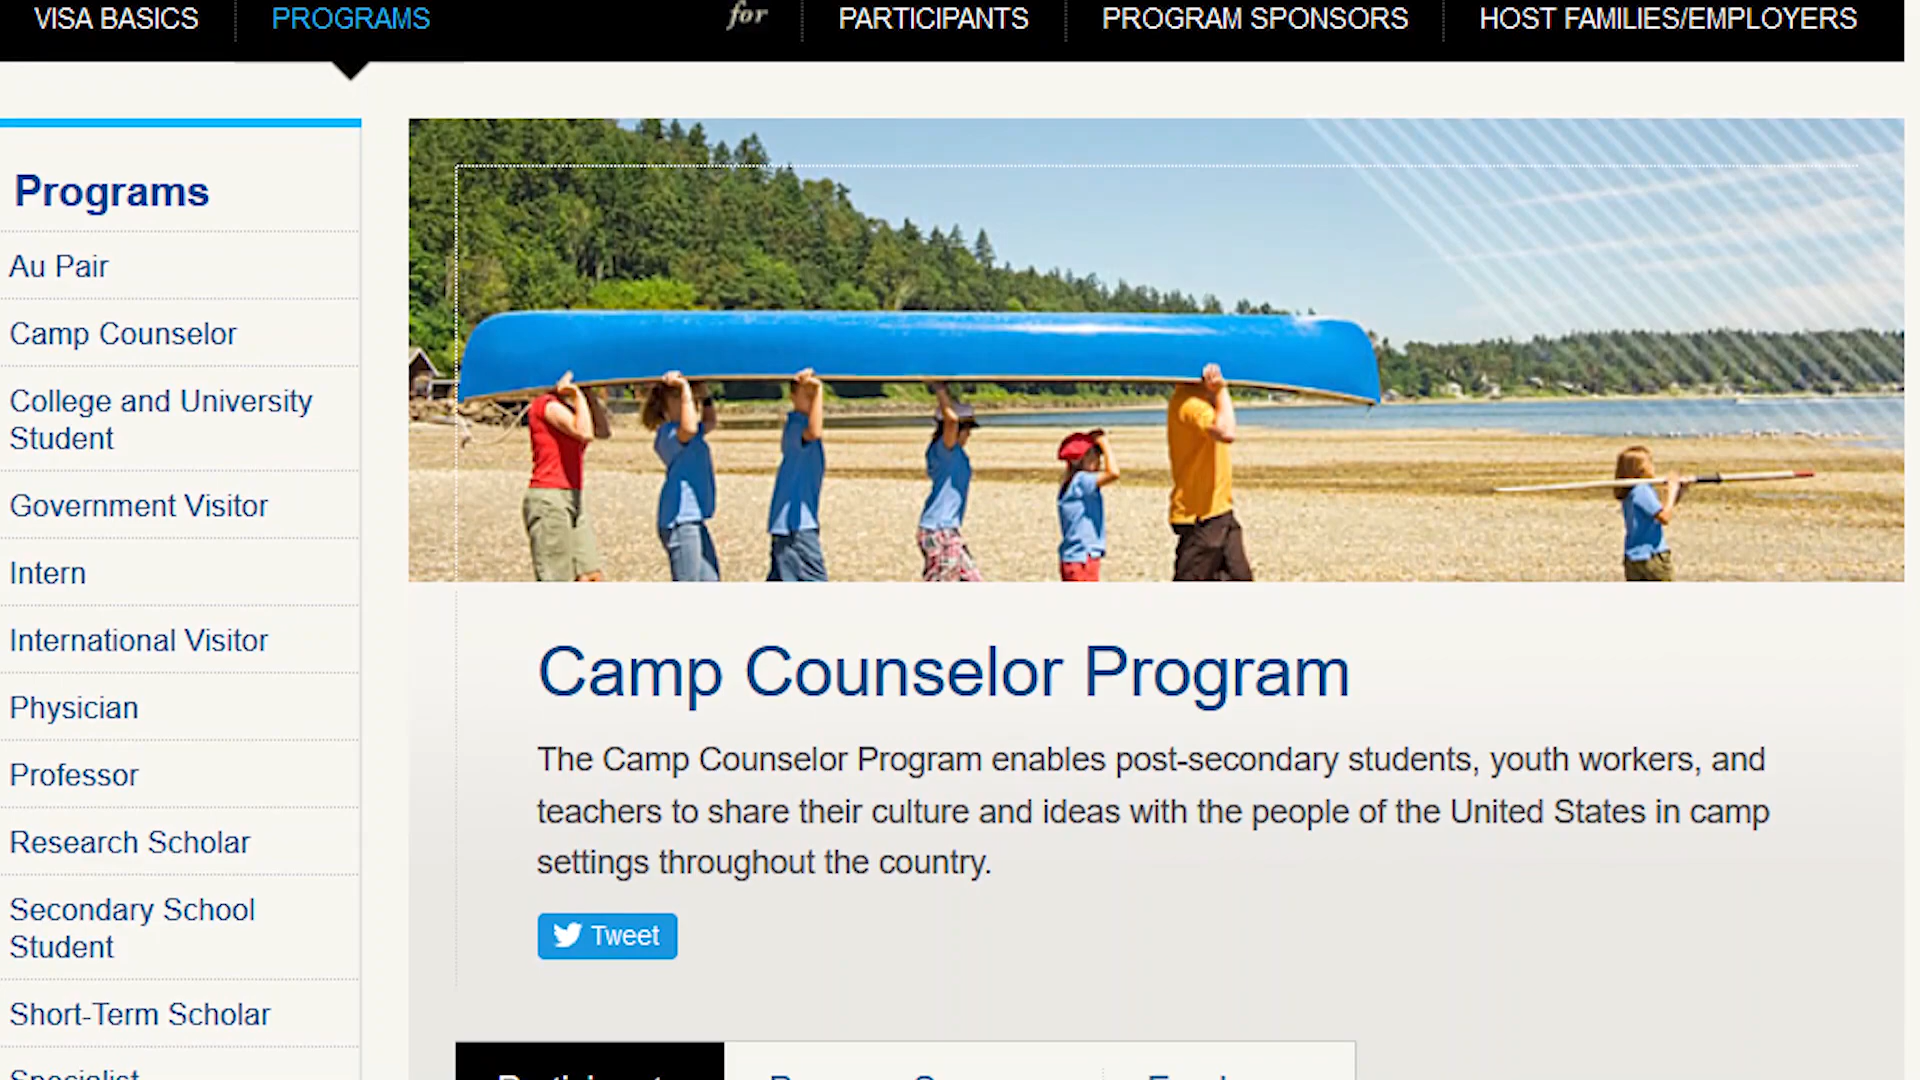 VISA BASICS
PROGRAMS
for
PARTICIPANTS
PROGRAM SPONSORS
HOST FAMILIES/EMPLOYERS
Programs
Au Pair
Camp Counselor
College and University
Student
Government Visitor
Intern
International Visitor
Physician
Professor
Research Scholar
Secondary School
Student
Short-Term Scholar
Specialist
Camp Counselor Program
The Camp Counselor Program enables post-secondary students, youth workers, and
teachers to share their culture and ideas with the people of the United States in camp
settings throughout the country.
Tweet